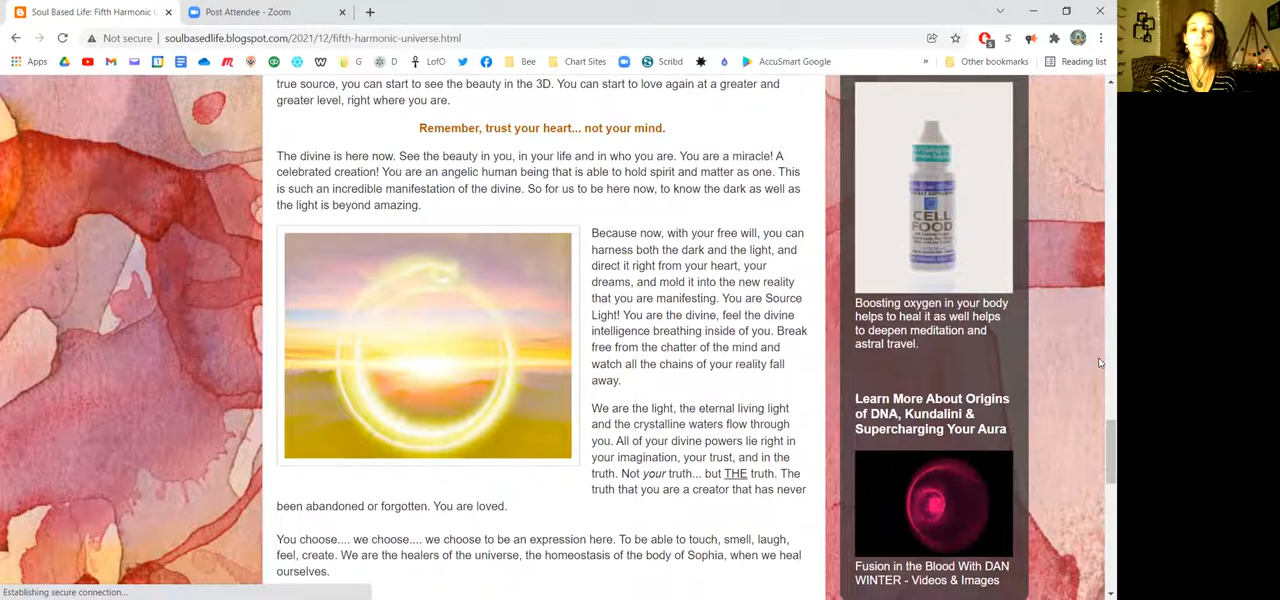 Soul Based Life: Fifth Harmonic U
Post Attendee - Zoom
Not secure | soulbasedlife.blogspot.com/2021/12/fifth-harmonic-universe.html
5
Apps
G
D
LofO
Bee
Chart Sites
Scribd
AccuSmart Google
»
Other bookmarks
Reading list
true source, you can start to see the beauty in the 3D. You can start to love again at a greater and
greater level, right where you are.
Remember, trust your heart... not your mind.
The divine is here now. See the beauty in you, in your life and in who you are. You are a miracle! A
celebrated creation! You are an angelic human being that is able to hold spirit and matter as one. This
is such an incredible manifestation of the divine. So for us to be here now, to know the dark as well as
the light is beyond amazing.
Because now, with your free will, you can
harness both the dark and the light, and
direct it right from your heart, your
dreams, and mold it into the new reality
that you are manifesting. You are Source
Light! You are the divine, feel the divine
intelligence breathing inside of you. Break
free from the chatter of the mind and
watch all the chains of your reality fall
away.
We are the light, the eternal living light
and the crystalline waters flow through
you. All of your divine powers lie right in
your imagination, your trust, and in the
truth. Not your truth... but THE truth. The
truth that you are a creator that has never
been abandoned or forgotten. You are loved.
You choose.... we choose.... we choose to be an expression here. To be able to touch, smell, laugh,
feel, create. We are the healers of the universe, the homeostasis of the body of Sophia, when we heal
ourselves.
CELL
FOOD
Boosting oxygen in your body
helps to heal it as well helps
to deepen meditation and
astral travel.
Learn More About Origins
of DNA, Kundalini &
Supercharging Your Aura
Fusion in the Blood With DAN
WINTER - Videos & Images
Establishing secure connection...